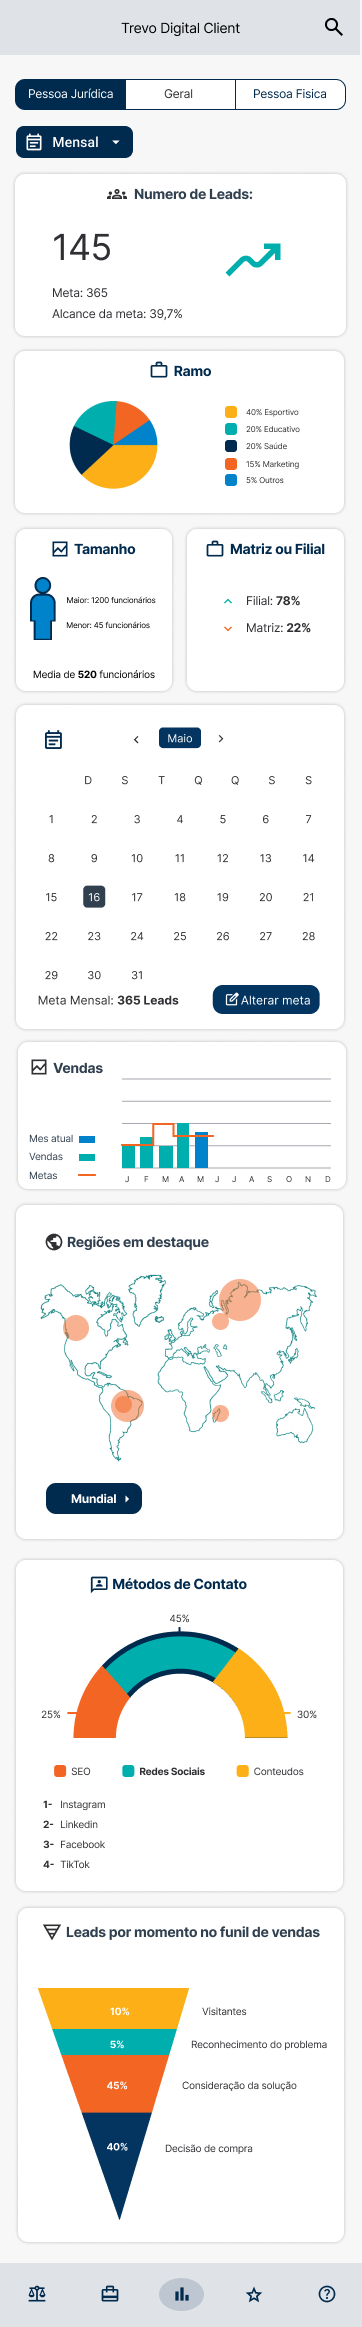 Trevo Digital Client
Pessoa Jurídica Geral Pessoa Fisica
Mensal
Numero de Leads:
145
Meta: 365
Alcance da meta: 39,7%
Ramo
40% Esportivo
20% Educativo
20% Saúde
15% Marketing
5% Outros
Tamanho
Maior: 1200 funcionários
Menor: 45 funcionários
Media de 520 funcionários
Matriz ou Filial
Filial: 78%
Matriz: 22%
Maio
D S T Q Q S S
1 2 3 4 5 6 7
8 9 10 11 12 13 14
15 16 17 18 19 20 21
22 23 24 25 26 27 28
29 30 31
Meta Mensal: 365 Leads
Alterar meta
Vendas
Mes atual
Vendas
Metas
J F M A M J J A S O N D
Regiões em destaque
Mundial
Métodos de Contato
45%
25%
30%
SEO Redes Sociais Conteudos
1- Instagram
2- Linkedin
3- Facebook
4- TikTok
Leads por momento no funil de vendas
10% Visitantes
5% Reconhecimento do problema
45% Consideração da solução
40% Decisão de compra